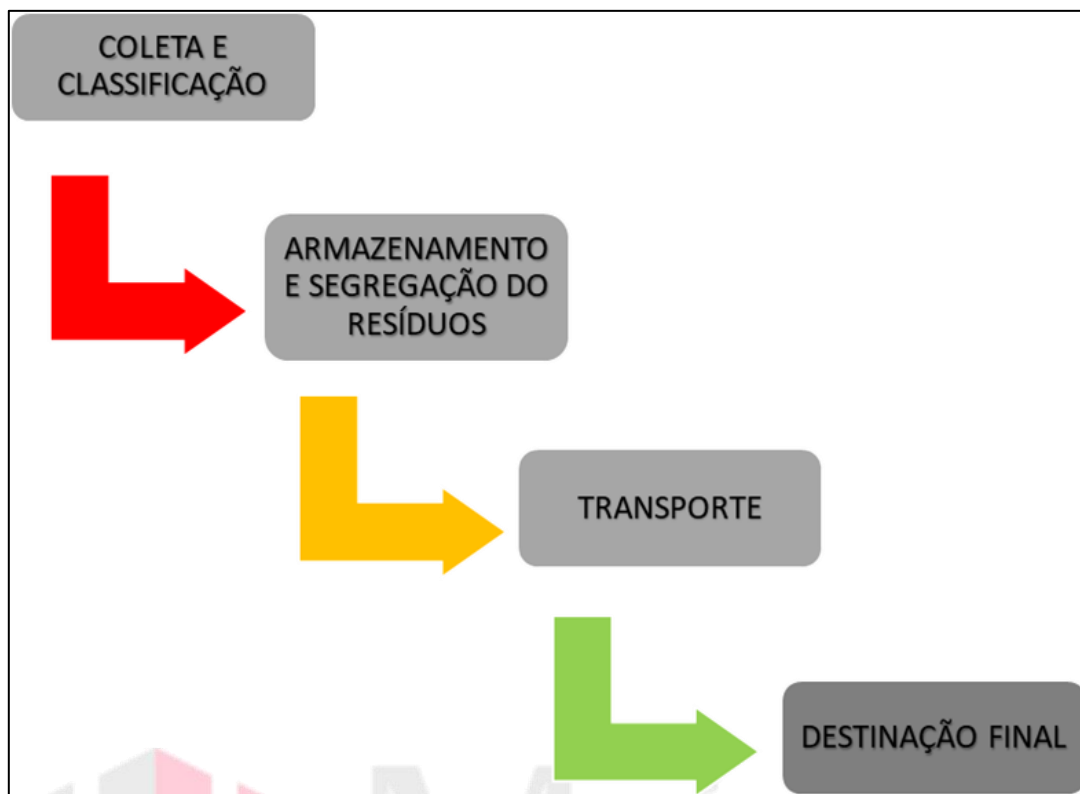 COLETA E
CLASSIFICAÇÃO
ARMAZENAMENTO
E SEGREGAÇÃO DO
RESÍDUOS
TRANSPORTE
DESTINAÇÃO FINAL